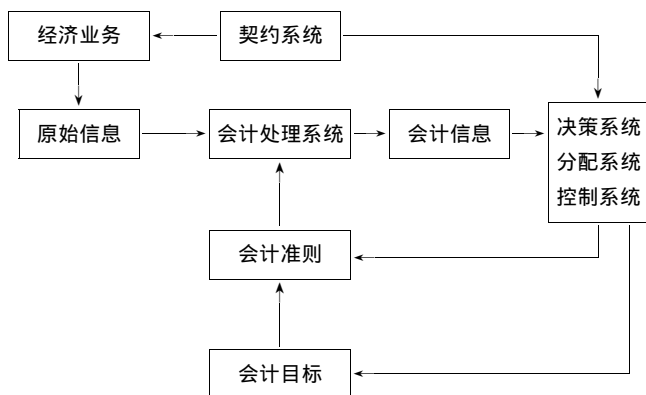 经济业务
契约系统
原始信息
会计处理系统
会计信息
决策系统
分配系统
控制系统
会计准则
会计目标